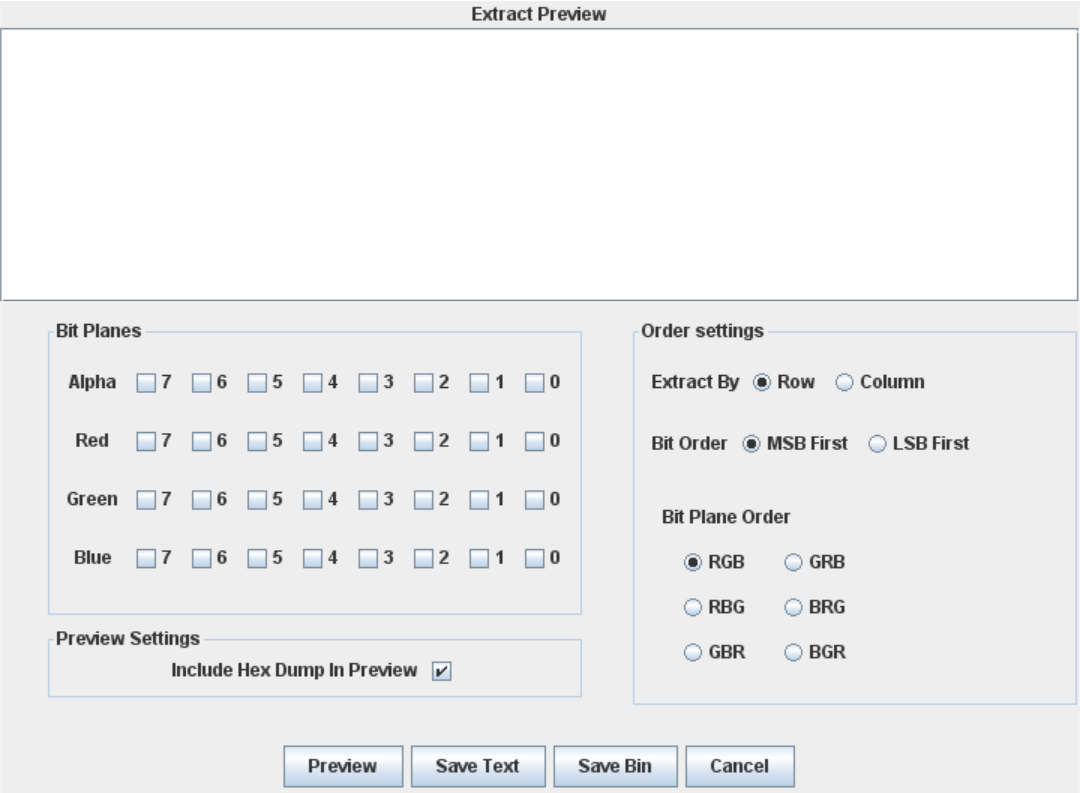 Extract Preview
Bit Planes
Alpha 7 6 5 4 3 2 1 0
Red 7 6 5 4 3 2 1 0
Green 7 6 5 4 3 2 1 0
Blue 7 6 5 4 3 2 1 0
Preview Settings
Include Hex Dump In Preview
Order settings
Extract By Row Column
Bit Order MSB First LSB First
Bit Plane Order
RGB GRB
RBG BRG
GBR BGR
Preview Save Text Save Bin Cancel